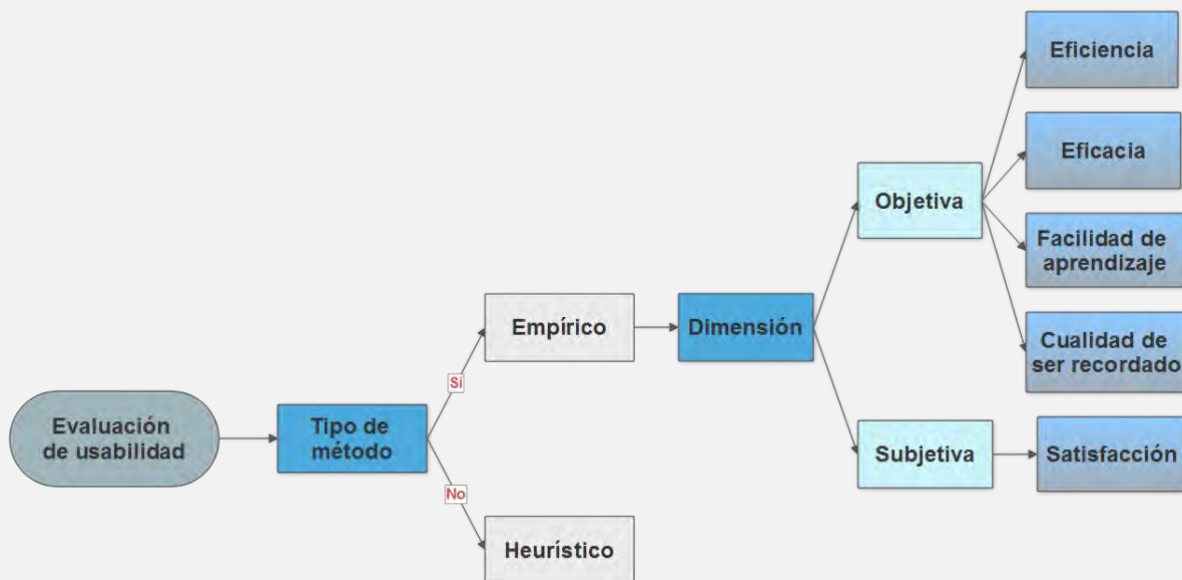 Evaluación
de usabilidad
Tipo de
método
Si
No
Empírico
Heurístico
Dimensión
Objetiva
Subjetiva
Eficiencia
Eficacia
Facilidad de
aprendizaje
Cualidad de
ser recordado
Satisfacción